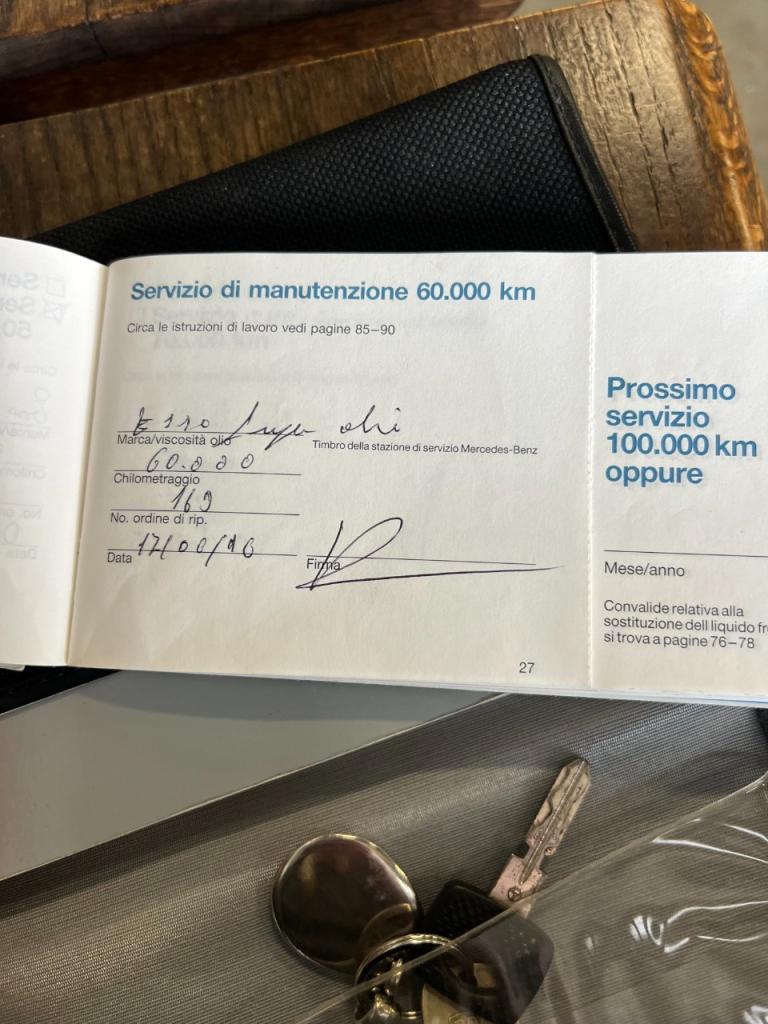 Servizio di manutenzione 60.000 km
Circa le istruzioni di lavoro vedi pagine 85–90
Esso
Marca/viscosità olio
Timbro della stazione di servizio Mercedes-Benz
60.000
Chilometraggio
169
No. ordine di rip.
Data
Firma
27
Prossimo
servizio
100.000 km
oppure
Mese/anno
Convalide relativa alla
sostituzione dell liquido
si trova a pagine 76–78